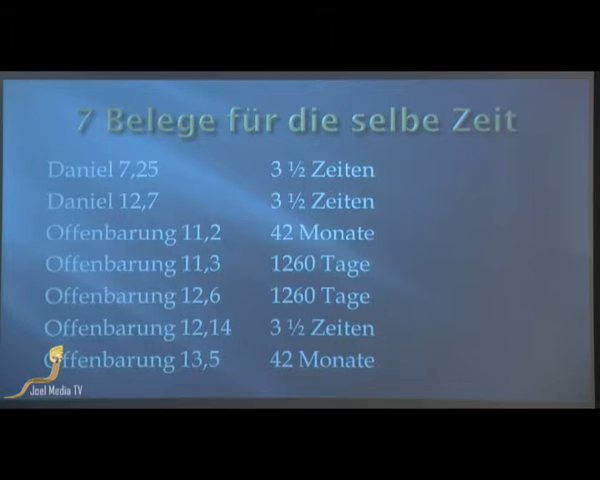 7 Belege für die selbe Zeit
Daniel 7,25 3 ½ Zeiten
Daniel 12,7 3 ½ Zeiten
Offenbarung 11,2 42 Monate
Offenbarung 11,3 1260 Tage
Offenbarung 12,6 1260 Tage
Offenbarung 12,14 3 ½ Zeiten
Offenbarung 13,5 42 Monate
Joel Media TV